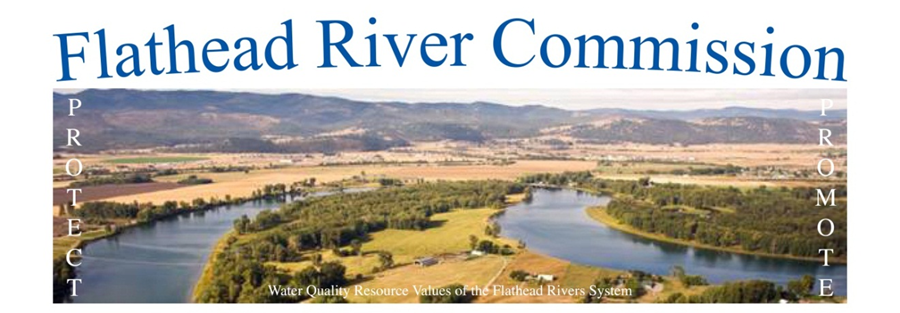 Flathead River Commission
PROTECT
PROMOTE
Water Quality Resource Values of the Flathead Rivers System